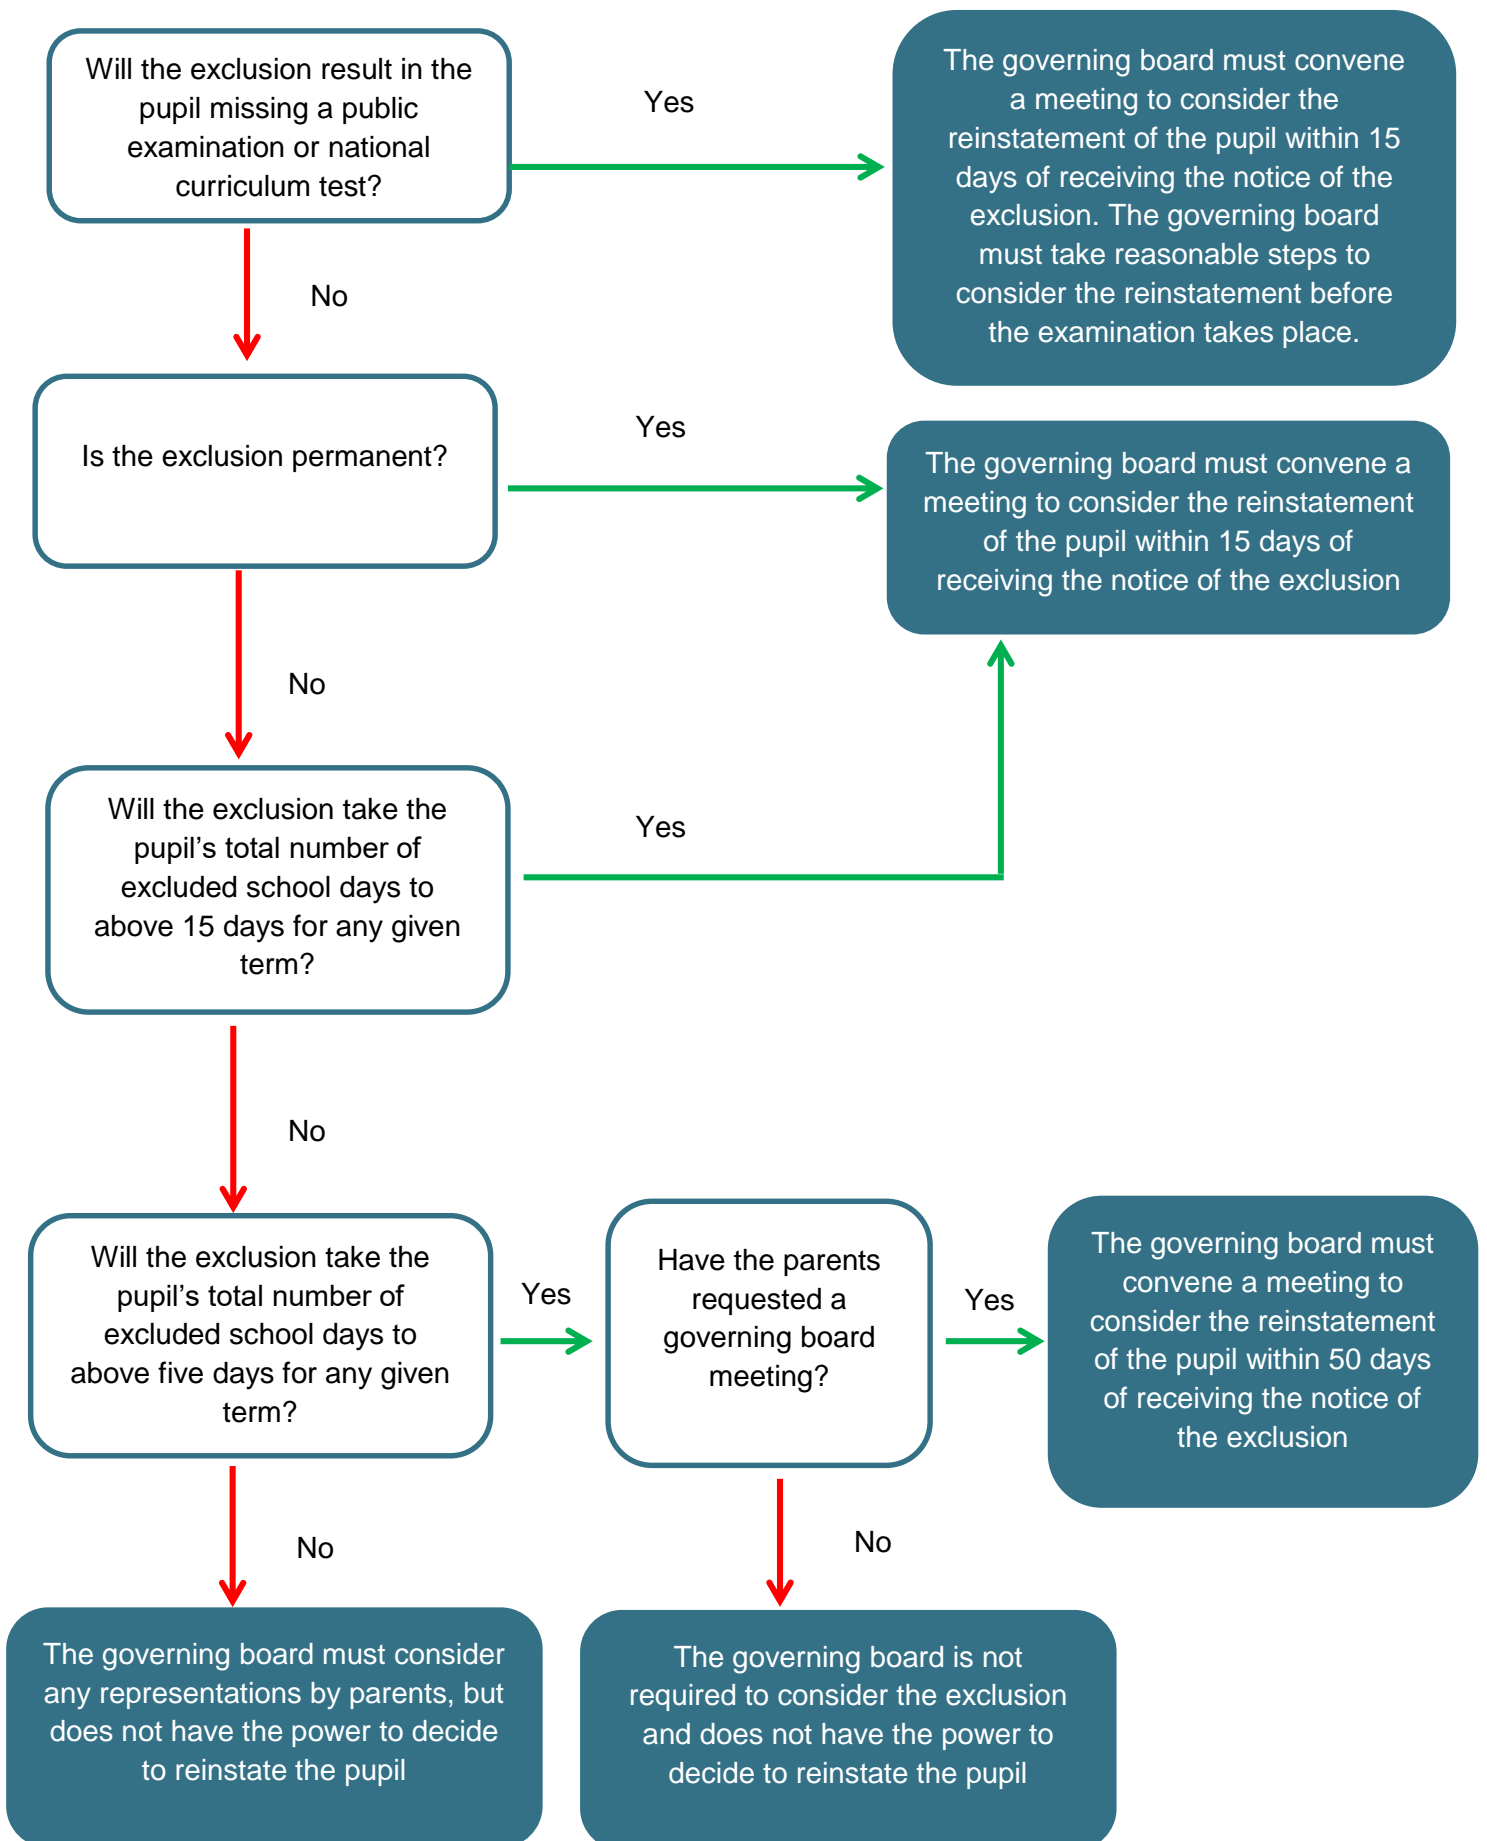 Will the exclusion result in the
pupil missing a public
examination or national
curriculum test?
Yes
The governing board must convene
a meeting to consider the
reinstatement of the pupil within 15
days of receiving the notice of the
exclusion. The governing board
must take reasonable steps to
consider the reinstatement before
the examination takes place.
No
Is the exclusion permanent?
Yes
The governing board must convene a
meeting to consider the reinstatement
of the pupil within 15 days of
receiving the notice of the exclusion
No
Will the exclusion take the
pupil’s total number of
excluded school days to
above 15 days for any given
term?
Yes
No
Will the exclusion take the
pupil’s total number of
excluded school days to
above five days for any given
term?
Yes
Have the parents
requested a
governing board
meeting?
Yes
The governing board must
convene a meeting to
consider the reinstatement
of the pupil within 50 days
of receiving the notice of
the exclusion
No
No
The governing board must consider
any representations by parents, but
does not have the power to decide
to reinstate the pupil
The governing board is not
required to consider the exclusion
and does not have the power to
decide to reinstate the pupil